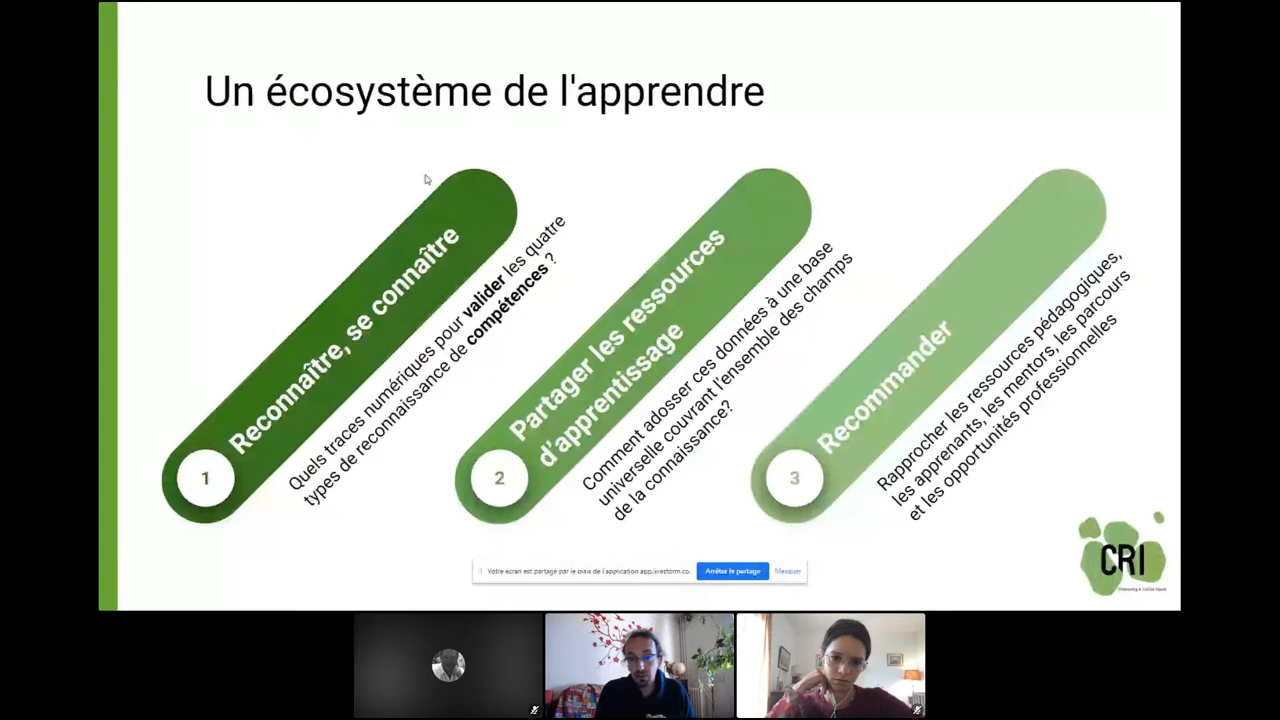 Un écosystème de l'apprendre
Reconnaître, se connaître
Quels traces numériques pour valider les quatre
types de reconnaissance de compétences ?
1
Partager les ressources
d'apprentissage
Comment adosser ces données à une base
universelle couvrant l'ensemble des champs
de la connaissance?
2
Recommander
Rapprocher les ressources pédagogiques,
les apprenants, les mentors, les parcours
et les opportunités professionnelles
3
CRI
Votre écran est partagé par le biais de l'application app.livestorm.co.
Arrêter le partage
Masquer